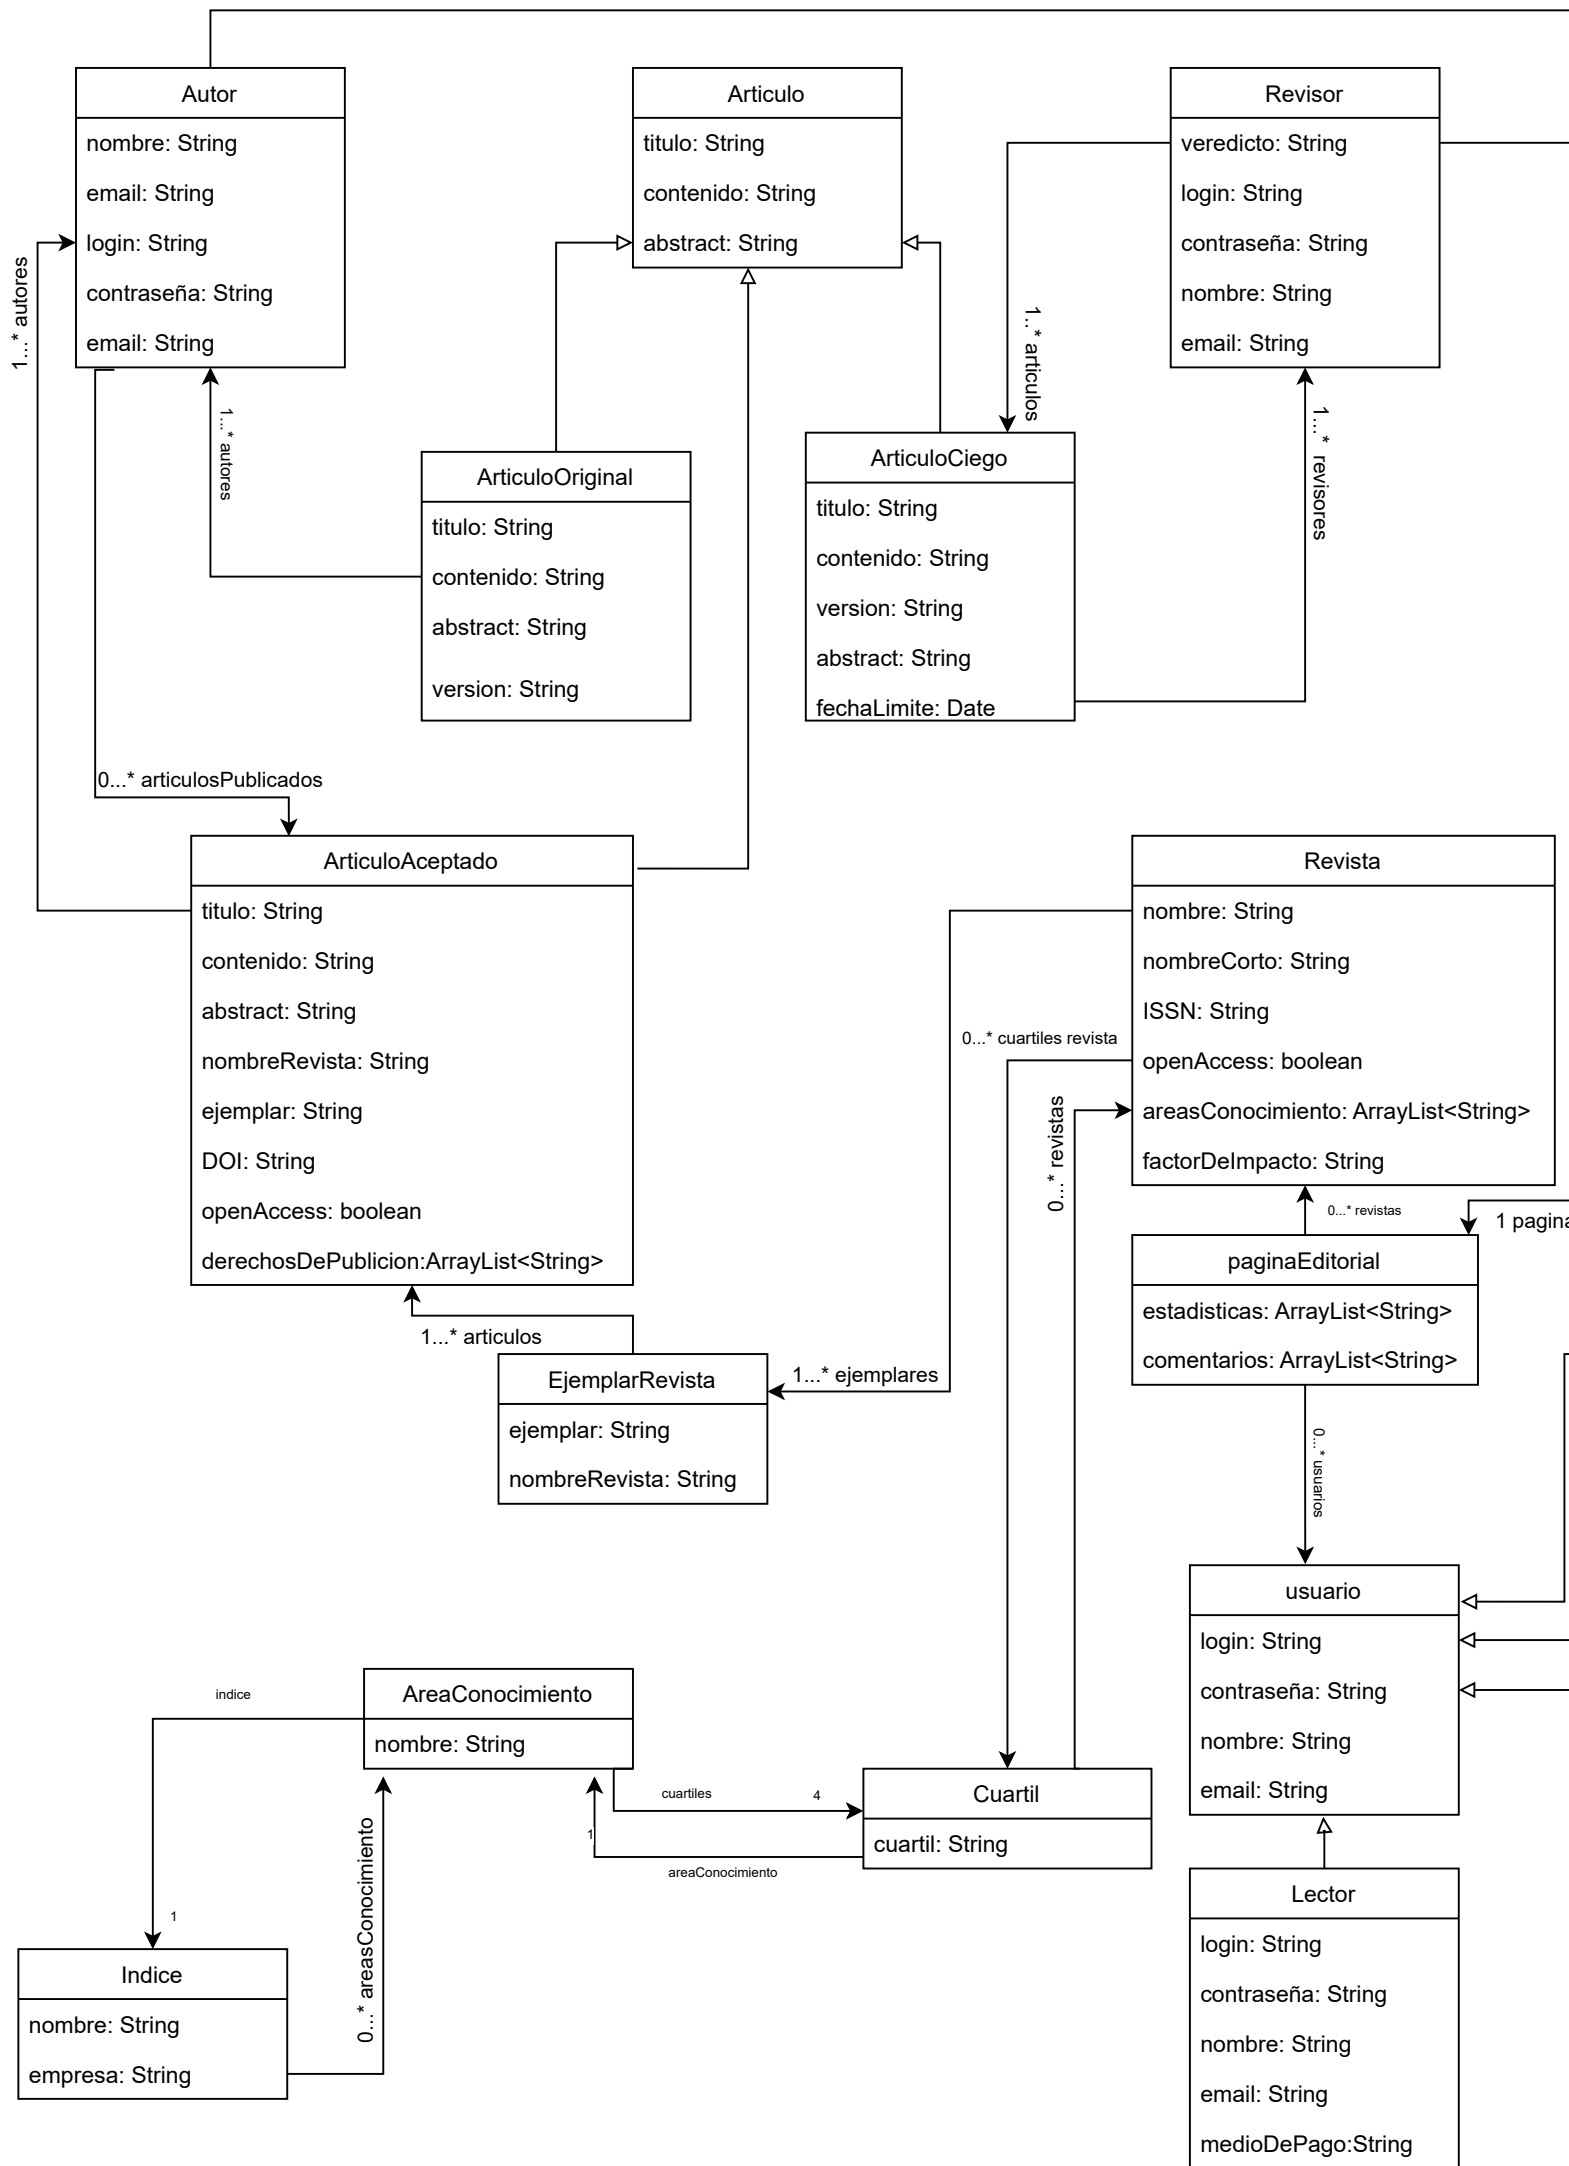 Autor
nombre: String
email: String
login: String
contraseña: String
email: String
Articulo
titulo: String
contenido: String
abstract: String
Revisor
veredicto: String
login: String
contraseña: String
nombre: String
email: String
1...* autores
1...* autores
1...* articulos
1... * revisores
ArticuloOriginal
titulo: String
contenido: String
abstract: String
version: String
ArticuloCiego
titulo: String
contenido: String
version: String
abstract: String
fechaLimite: Date
0...* articulosPublicados
ArticuloAceptado
titulo: String
contenido: String
abstract: String
nombreRevista: String
ejemplar: String
DOI: String
openAccess: boolean
derechosDePublicion:ArrayList<String>
Revista
nombre: String
nombreCorto: String
ISSN: String
openAccess: boolean
areasConocimiento: ArrayList<String>
factorDeImpacto: String
0...* cuartiles revista
0...* revistas
0...* revistas
1 pagina
paginaEditorial
estadisticas: ArrayList<String>
comentarios: ArrayList<String>
1...* articulos
EjemplarRevista
ejemplar: String
nombreRevista: String
1...* ejemplares
0... * usuarios
usuario
login: String
contraseña: String
nombre: String
email: String
indice
AreaConocimiento
nombre: String
cuartiles
4
1
areaConocimiento
Cuartil
cuartil: String
0...* areasConocimiento
1
Indice
nombre: String
empresa: String
Lector
login: String
contraseña: String
nombre: String
email: String
medioDePago:String